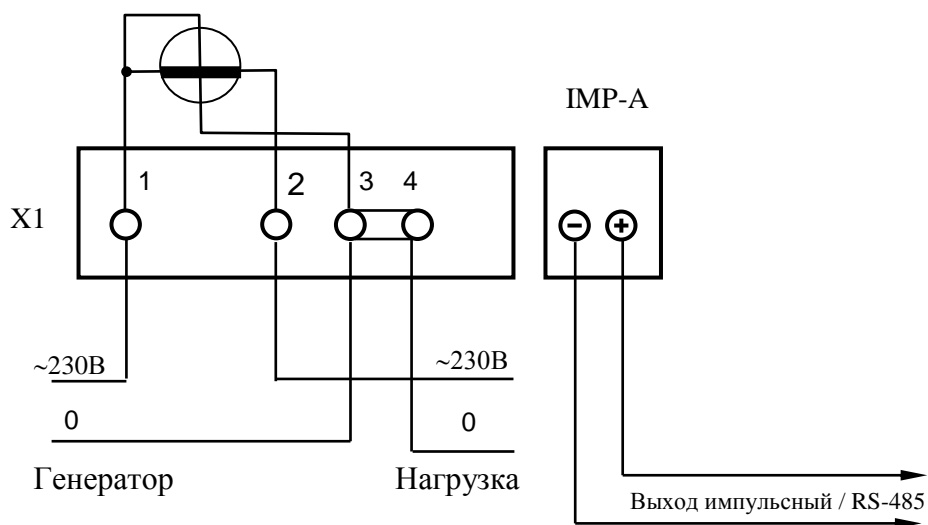 IMP-A
1 2 3 4
X1
− +
~230В ~230В
0 0
Генератор Нагрузка
Выход импульсный / RS-485